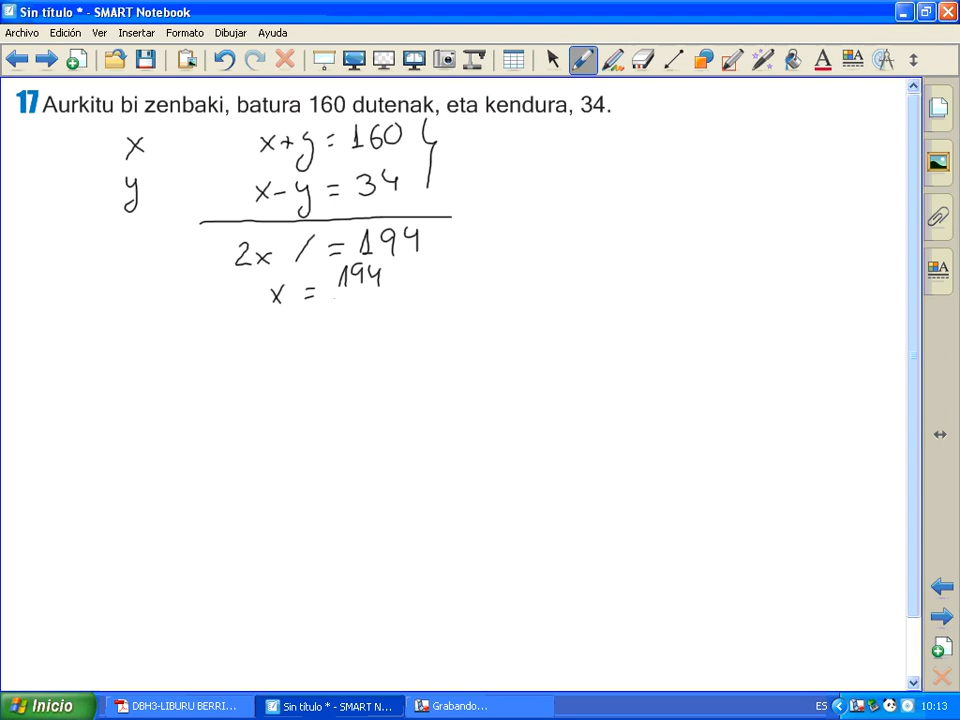 Sin título * - SMART Notebook
Archivo Edición Ver Insertar Formato Dibujar Ayuda
17 Aurkitu bi zenbaki, batura 160 dutenak, eta kendura, 34.
x x+y = 160
y x-y = 34
2x / = 194
x = 194
Inicio DBH3-LIBURU BERRI... Sin título * - SMART N... Grabando... ES 10:13